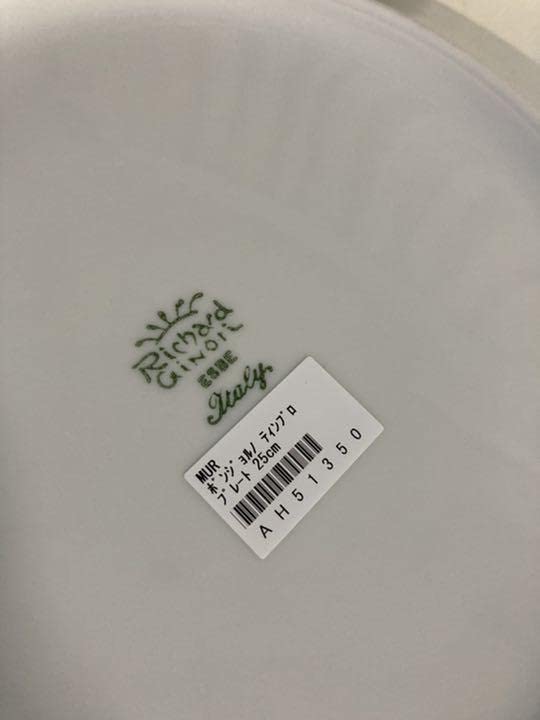 Richard
GiNORi
ESBE
Italy
MUR
ﾎﾞﾝｼﾞｮﾙﾉ ﾃｨﾝﾌﾞﾛ
ﾌﾟﾚｰﾄ 25cm
AH51350